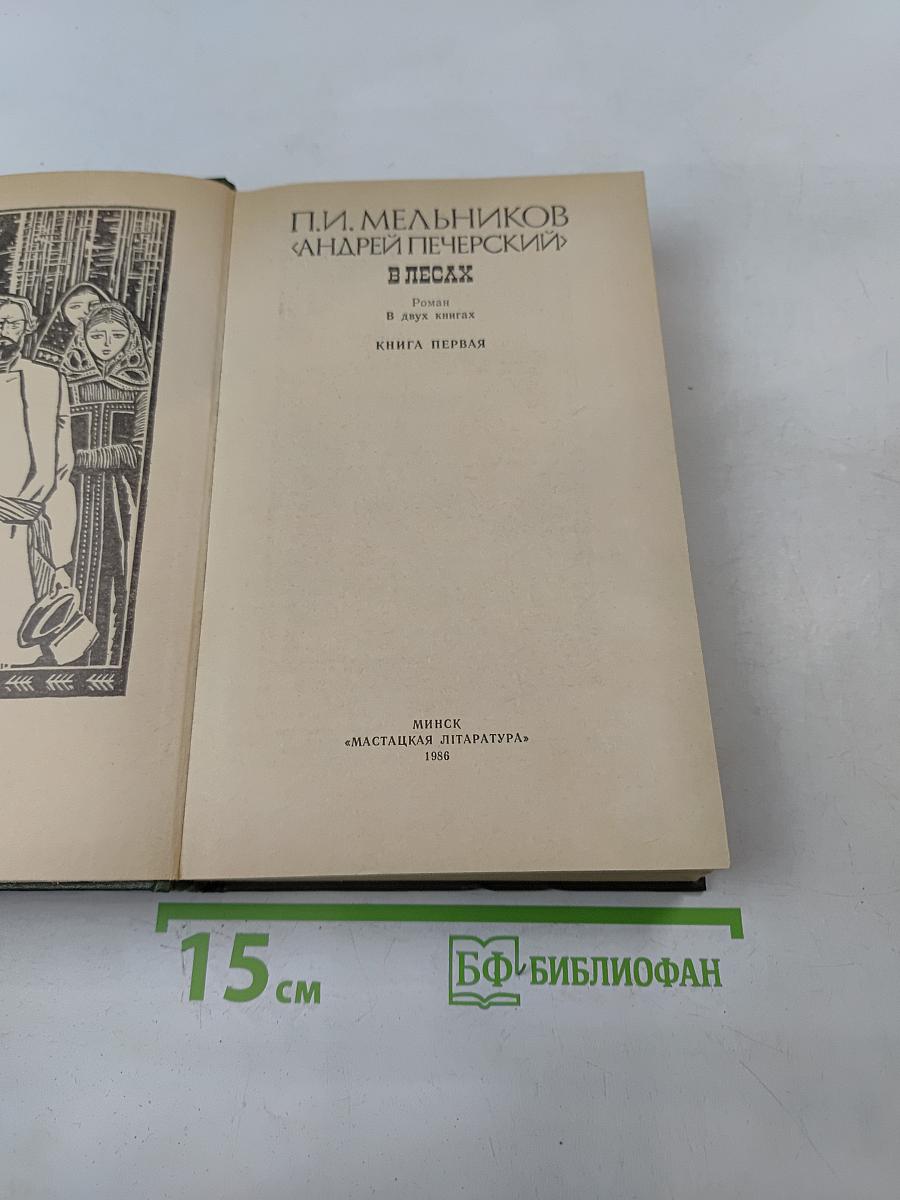 П.И. МЕЛЬНИКОВ
‹АНДРЕЙ ПЕЧЕРСКИЙ›
В ЛЕСАХ
Роман
В двух книгах
КНИГА ПЕРВАЯ
МИНСК
«МАСТАЦКАЯ ЛІТАРАТУРА»
1986
15 см
БФ БИБЛИОФАН